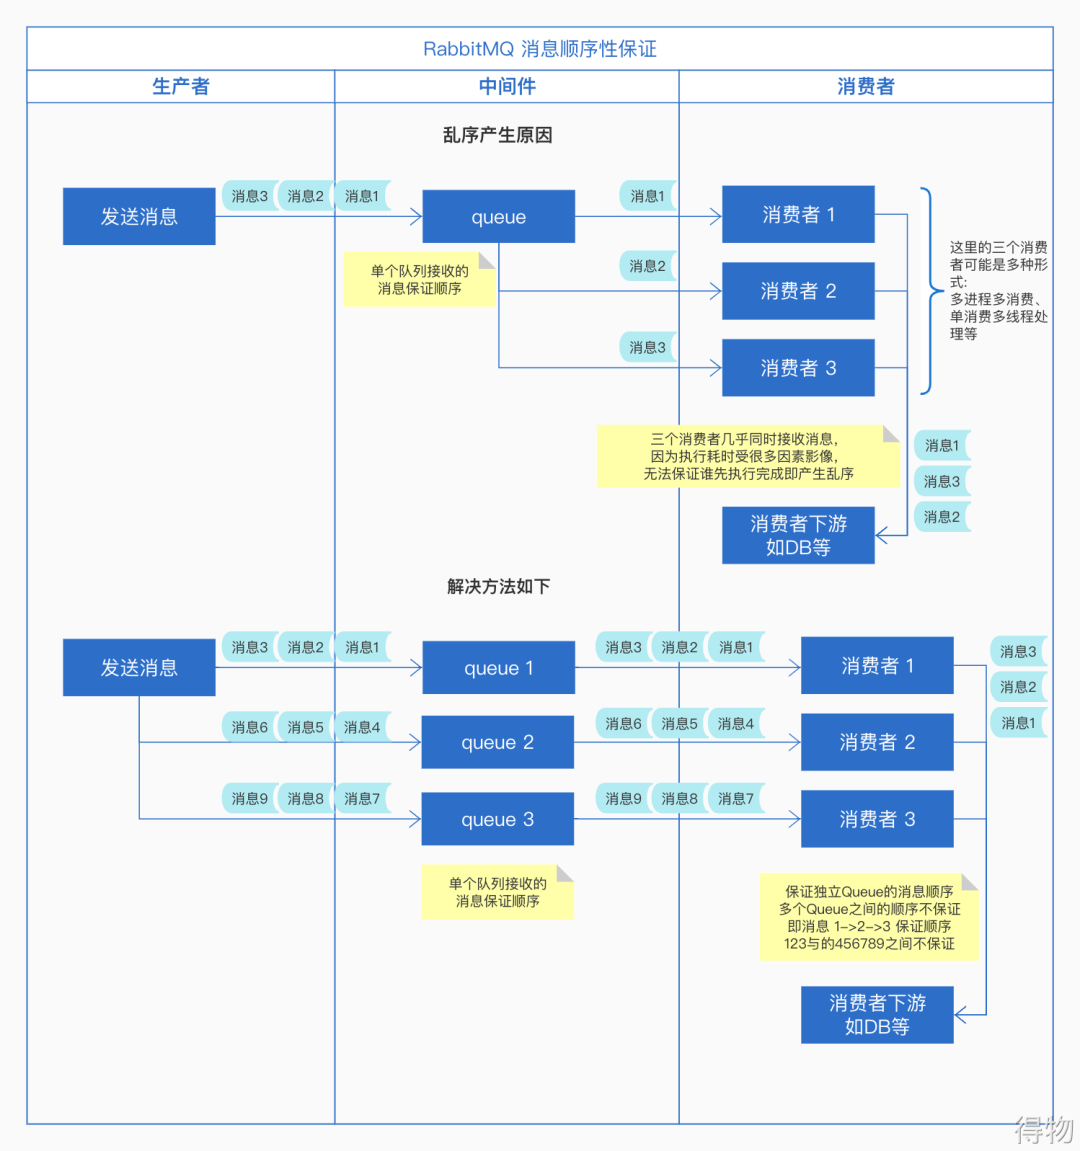 RabbitMQ 消息顺序性保证
生产者
中间件
消费者
乱序产生原因
发送消息
消息3
消息2
消息1
queue
消息1
消费者 1
单个队列接收的
消息保证顺序
消息2
消费者 2
消息3
消费者 3
这里的三个消费
者可能是多种形
式:
多进程多消费、
单消费多线程处
理等
三个消费者几乎同时接收消息，
因为执行耗时受很多因素影像，
无法保证谁先执行完成即产生乱序
消息1
消息3
消息2
消费者下游
如DB等
解决方法如下
发送消息
消息3
消息2
消息1
queue 1
消息3
消息2
消息1
消费者 1
消息3
消息2
消息1
消息6
消息5
消息4
queue 2
消息6
消息5
消息4
消费者 2
消息9
消息8
消息7
queue 3
消息9
消息8
消息7
消费者 3
单个队列接收的
消息保证顺序
保证独立Queue的消息顺序
多个Queue之间的顺序不保证
即消息 1->2->3 保证顺序
123与的456789之间不保证
消费者下游
如DB等
得物